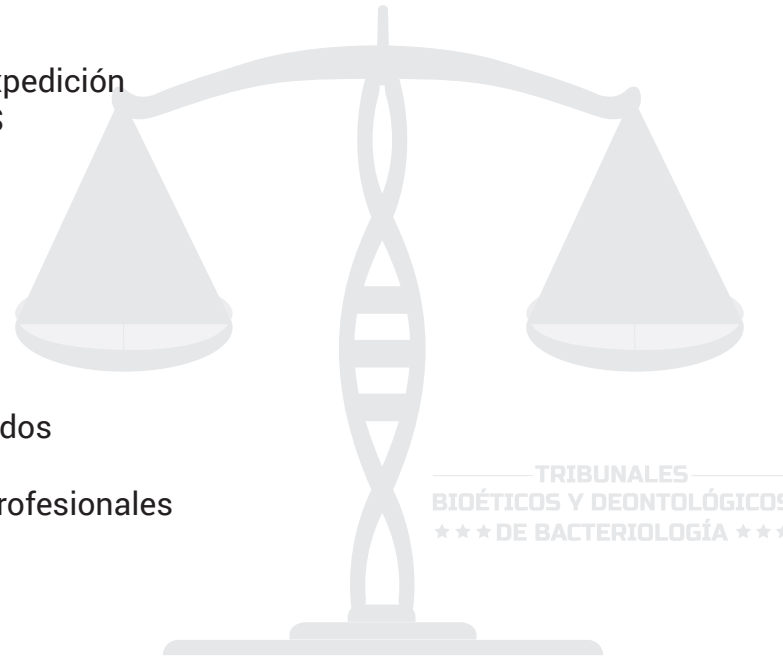 xpedición
S
dos
rofesionales
TRIBUNALES
BIOÉTICOS Y DEONTOLÓGICOS
DE BACTERIOLOGÍA